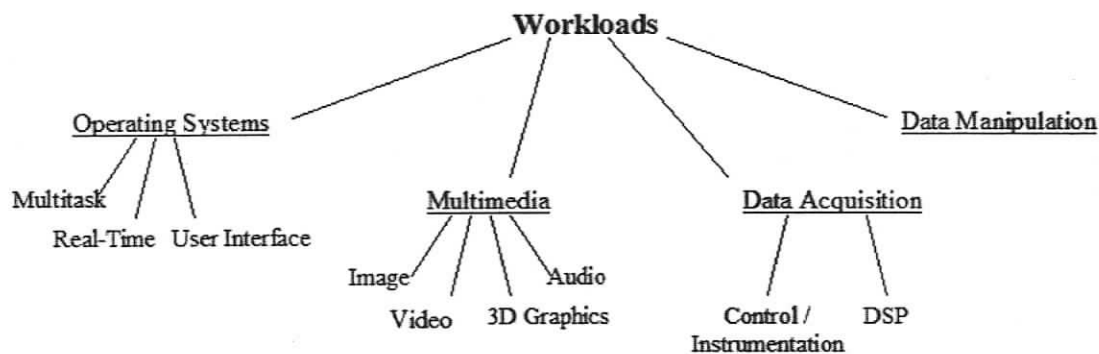 Workloads
Operating Systems
Data Manipulation
Multitask
Multimedia
Data Acquisition
Real-Time
User Interface
Image
Audio
Video
3D Graphics
Control /
Instrumentation
DSP